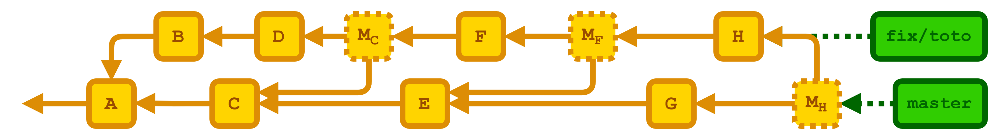 B D MC F MF H fix/toto
A C E G MH master